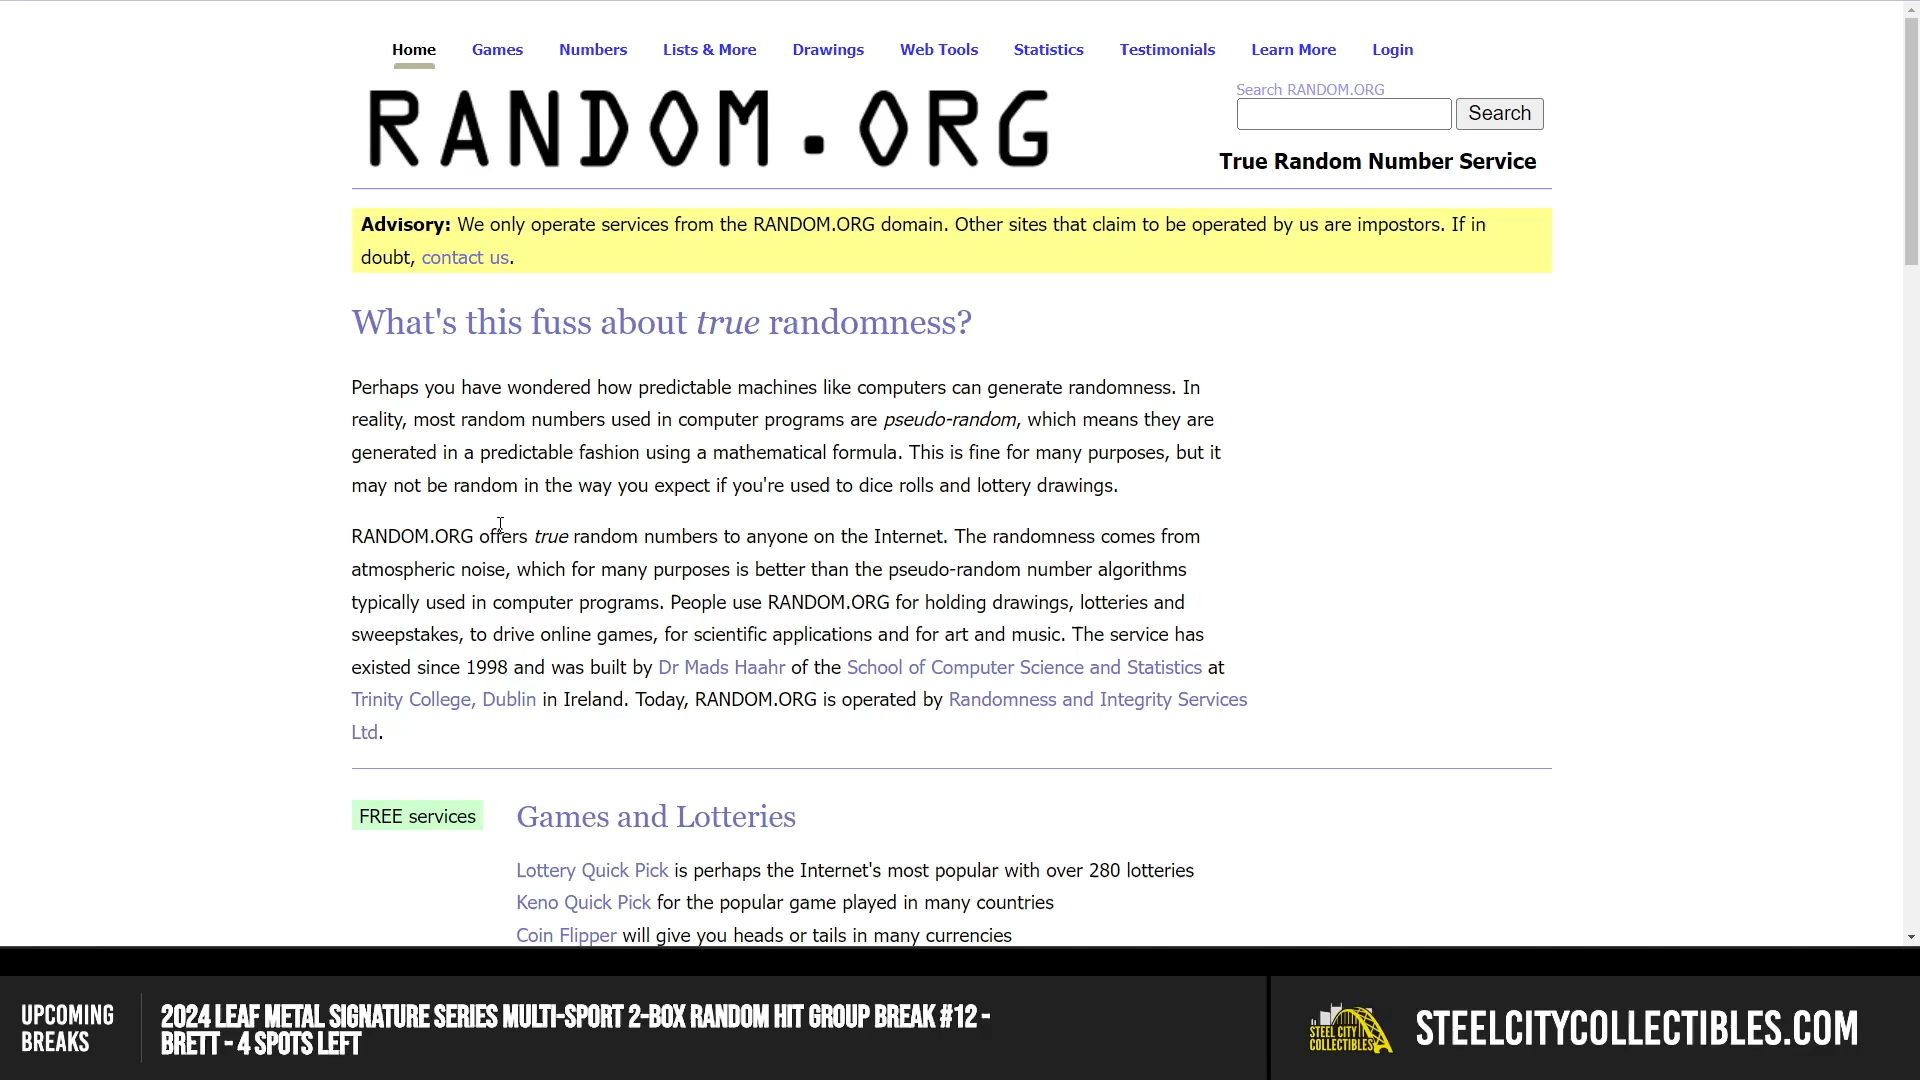 Home Games Numbers Lists & More Drawings Web Tools Statistics Testimonials Learn More Login
RANDOM.ORG
Search RANDOM.ORG
Search
True Random Number Service
Advisory: We only operate services from the RANDOM.ORG domain. Other sites that claim to be operated by us are impostors. If in
doubt, contact us.
What's this fuss about true randomness?
Perhaps you have wondered how predictable machines like computers can generate randomness. In
reality, most random numbers used in computer programs are pseudo-random, which means they are
generated in a predictable fashion using a mathematical formula. This is fine for many purposes, but it
may not be random in the way you expect if you're used to dice rolls and lottery drawings.
RANDOM.ORG offers true random numbers to anyone on the Internet. The randomness comes from
atmospheric noise, which for many purposes is better than the pseudo-random number algorithms
typically used in computer programs. People use RANDOM.ORG for holding drawings, lotteries and
sweepstakes, to drive online games, for scientific applications and for art and music. The service has
existed since 1998 and was built by Dr Mads Haahr of the School of Computer Science and Statistics at
Trinity College, Dublin in Ireland. Today, RANDOM.ORG is operated by Randomness and Integrity Services
Ltd.
FREE services
Games and Lotteries
Lottery Quick Pick is perhaps the Internet's most popular with over 280 lotteries
Keno Quick Pick for the popular game played in many countries
Coin Flipper will give you heads or tails in many currencies
UPCOMING
BREAKS
2024 LEAF METAL SIGNATURE SERIES MULTI-SPORT 2-BOX RANDOM HIT GROUP BREAK #12 -
BRETT - 4 SPOTS LEFT
STEEL CITY
COLLECTIBLES
STEELCITYCOLLECTIBLES.COM